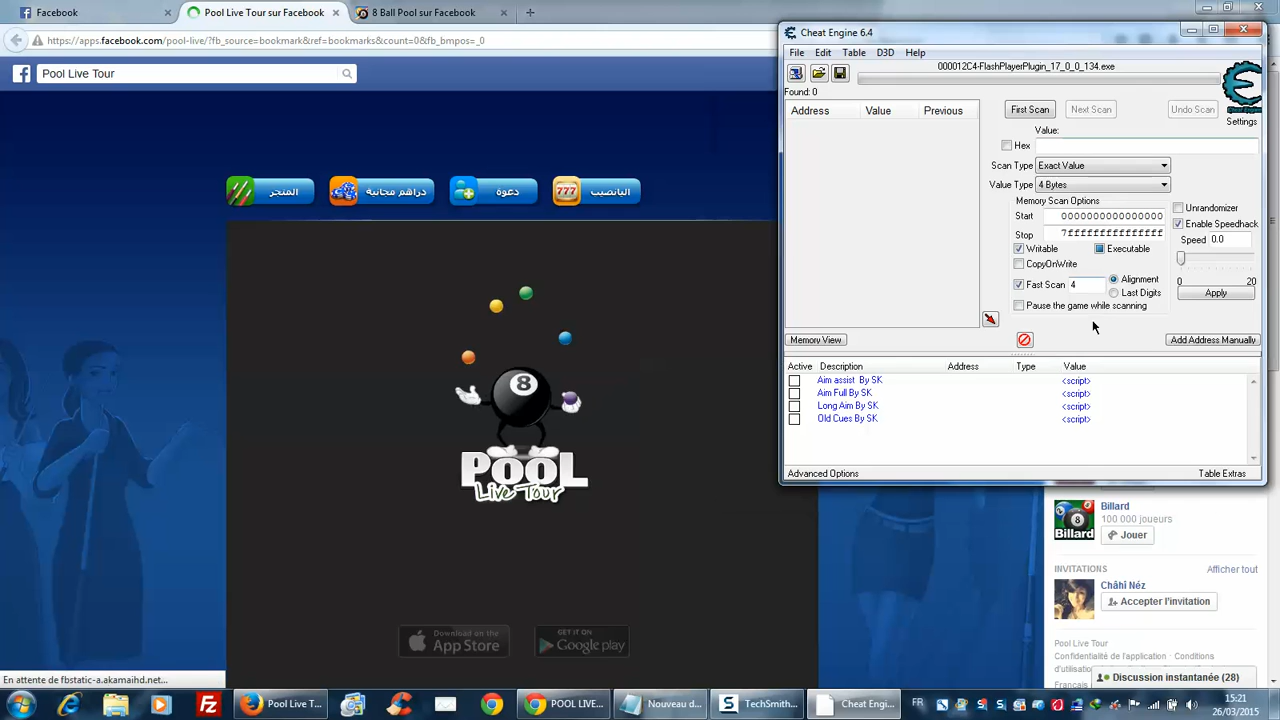 Facebook
Pool Live Tour sur Facebook
8 Ball Pool sur Facebook
https://apps.facebook.com/pool-live/?fb_source=bookmark&ref=bookmarks&count=0&fb_bmpos=_0
Pool Live Tour
المتجر
دراهم مجانية
دعوة
اليانصيب
777
8
POOL
Live Tour
Download on the
App Store
GET IT ON
Google play
En attente de fbstatic-a.akamaihd.net...
Cheat Engine 6.4
File Edit Table D3D Help
000012C4-FlashPlayerPlugin_17_0_0_134.exe
Found: 0
Address Value Previous
First Scan Next Scan Undo Scan
Settings
Value:
Hex
Scan Type Exact Value
Value Type 4 Bytes
Memory Scan Options
Start 0000000000000000
Stop 7fffffffffffffff
Writable Executable
CopyOnWrite
Fast Scan 4 Alignment
Last Digits
Pause the game while scanning
Unrandomizer
Enable Speedhack
Speed 0.0
0 20
Apply
Memory View
Add Address Manually
Active Description Address Type Value
Aim assist By SK <script>
Aim Full By SK <script>
Long Aim By SK <script>
Old Cues By SK <script>
Advanced Options Table Extras
Billard
Billard
100 000 joueurs
Jouer
INVITATIONS Afficher tout
Châhî Néz
Accepter l'invitation
Pool Live Tour
Confidentialité de l'application · Conditions
d'utilisation
Français
Discussion instantanée (28)
Pool Live T...
POOL LIVE...
Nouveau d...
TechSmith...
Cheat Engi...
FR
15:21
26/03/2015